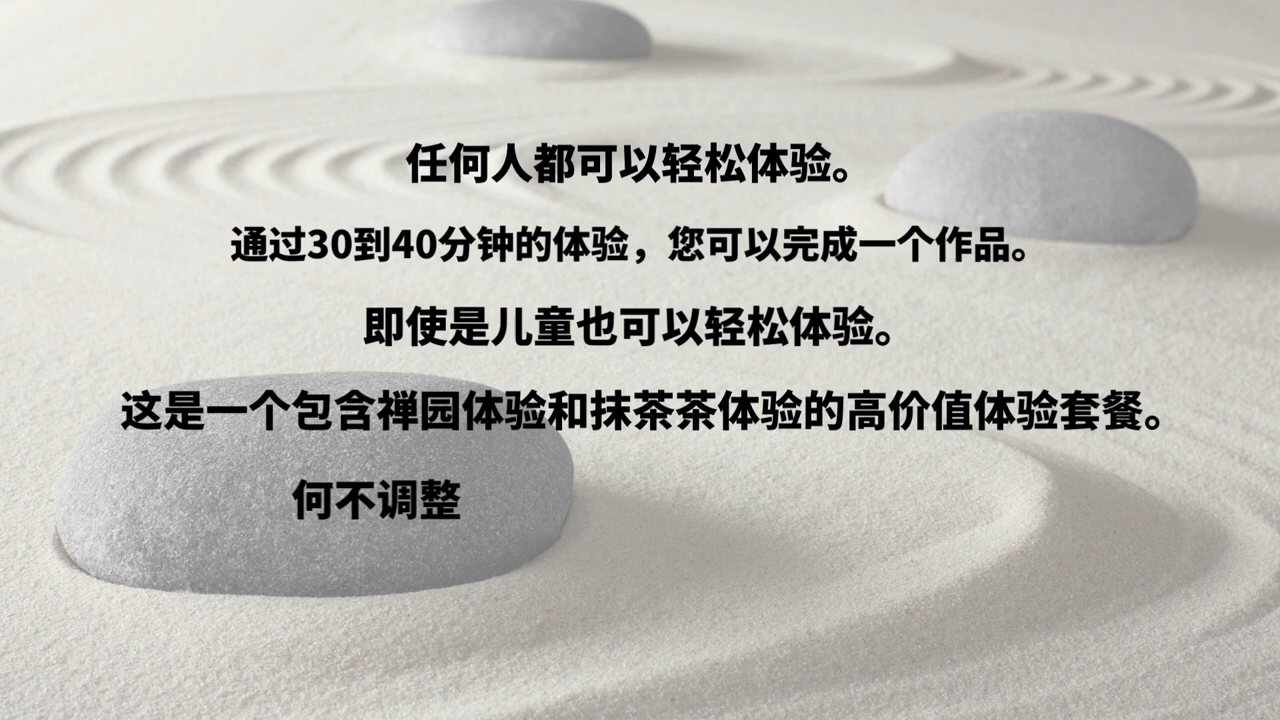 任何人都可以轻松体验。
通过30到40分钟的体验，您可以完成一个作品。
即使是儿童也可以轻松体验。
这是一个包含禅园体验和抹茶茶体验的高价值体验套餐。
何不调整